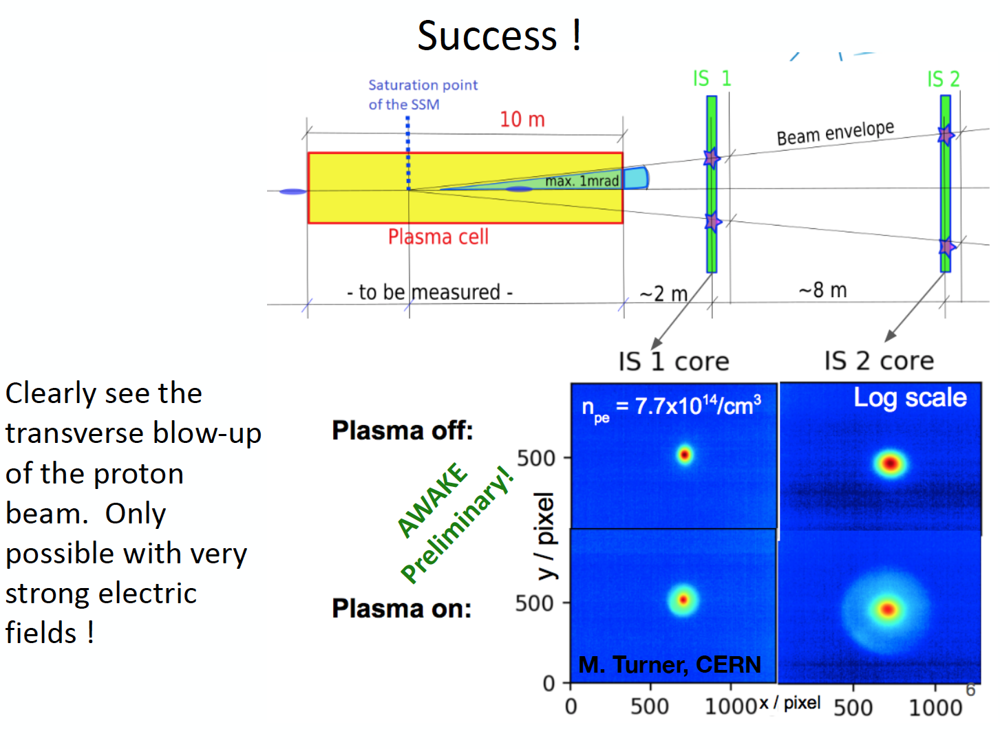 Success !
Saturation point
of the SSM
10 m
IS 1
IS 2
Beam envelope
max. 1mrad
Plasma cell
- to be measured -
~2 m
~8 m
IS 1 core
IS 2 core
Clearly see the
transverse blow-up
of the proton
beam. Only
possible with very
strong electric
fields !
Plasma off:
AWAKE
Preliminary!
Plasma on:
n_pe = 7.7x10^14/cm^3
Log scale
y / pixel
500
500
0
M. Turner, CERN
0
500
1000
x / pixel
500
1000
6